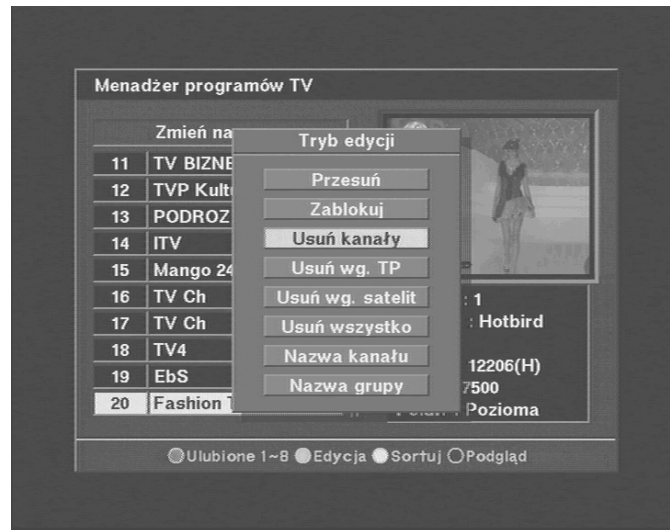 Menadżer programów TV
Zmień na
Tryb edycji
11 TV BIZNE
12 TVP Kult
13 PODROZ
14 ITV
15 Mango 24
16 TV Ch
17 TV Ch
18 TV4
19 EbS
20 Fashion T
Przesuń
Zablokuj
Usuń kanały
Usuń wg. TP
Usuń wg. satelit
Usuń wszystko
Nazwa kanału
Nazwa grupy
: 1
: Hotbird
12206(H)
7500
Pozioma
Ulubione 1~8 Edycja Sortuj Podgląd